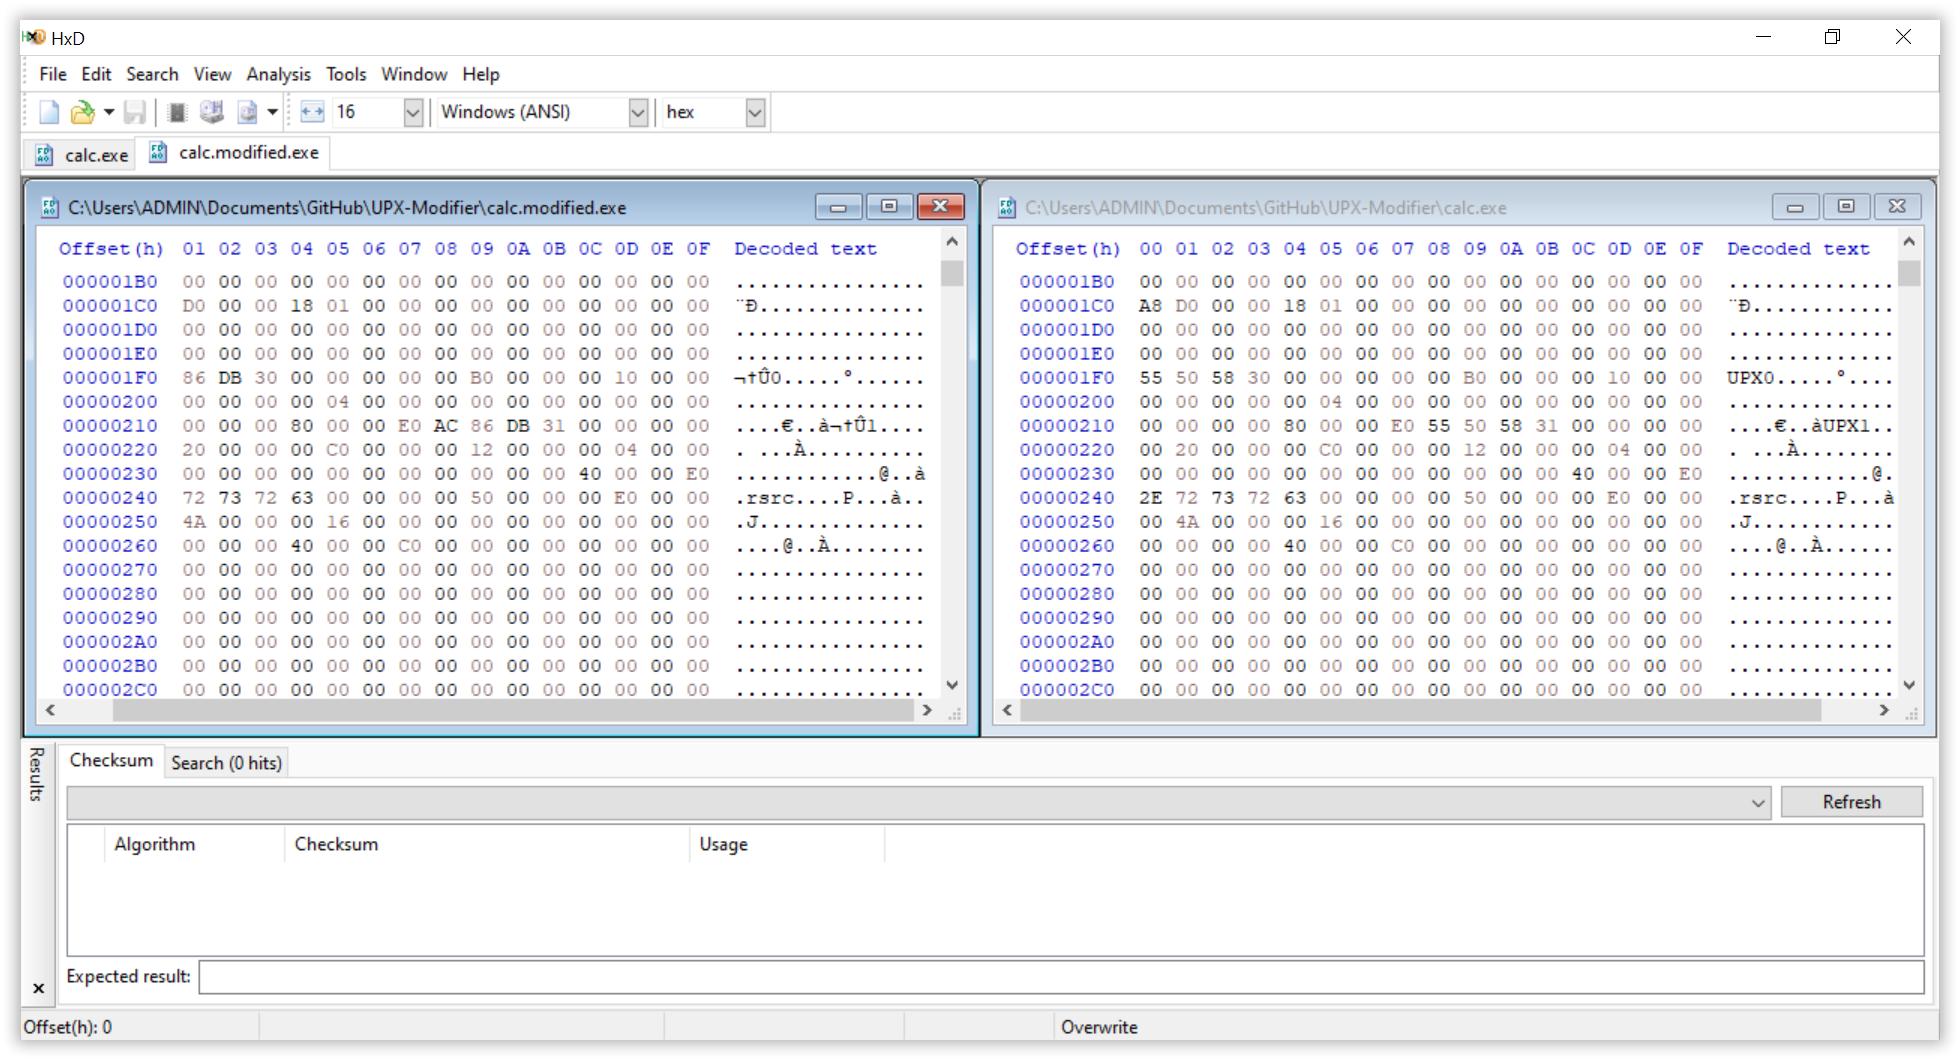 HxD
File Edit Search View Analysis Tools Window Help
16 Windows (ANSI) hex
calc.exe calc.modified.exe
C:\Users\ADMIN\Documents\GitHub\UPX-Modifier\calc.modified.exe
Offset(h) 01 02 03 04 05 06 07 08 09 0A 0B 0C 0D 0E 0F Decoded text
000001B0 00 00 00 00 00 00 00 00 00 00 00 00 00 00 00 ................
000001C0 D0 00 00 18 01 00 00 00 00 00 00 00 00 00 00 ¨Ð..............
000001D0 00 00 00 00 00 00 00 00 00 00 00 00 00 00 00 ................
000001E0 00 00 00 00 00 00 00 00 00 00 00 00 00 00 00 ................
000001F0 86 DB 30 00 00 00 00 00 B0 00 00 00 10 00 00 ¬†Û0.....°......
00000200 00 00 00 00 04 00 00 00 00 00 00 00 00 00 00 ................
00000210 00 00 00 80 00 00 E0 AC 86 DB 31 00 00 00 00 ....€..à¬†Û1....
00000220 20 00 00 00 C0 00 00 00 12 00 00 00 04 00 00 . ...À..........
00000230 00 00 00 00 00 00 00 00 00 00 00 40 00 00 E0 ............@..à
00000240 72 73 72 63 00 00 00 00 50 00 00 00 E0 00 00 .rsrc....P...à..
00000250 4A 00 00 00 16 00 00 00 00 00 00 00 00 00 00 .J..............
00000260 00 00 00 40 00 00 C0 00 00 00 00 00 00 00 00 ....@..À........
00000270 00 00 00 00 00 00 00 00 00 00 00 00 00 00 00 ................
00000280 00 00 00 00 00 00 00 00 00 00 00 00 00 00 00 ................
00000290 00 00 00 00 00 00 00 00 00 00 00 00 00 00 00 ................
000002A0 00 00 00 00 00 00 00 00 00 00 00 00 00 00 00 ................
000002B0 00 00 00 00 00 00 00 00 00 00 00 00 00 00 00 ................
000002C0 00 00 00 00 00 00 00 00 00 00 00 00 00 00 00 ................
C:\Users\ADMIN\Documents\GitHub\UPX-Modifier\calc.exe
Offset(h) 00 01 02 03 04 05 06 07 08 09 0A 0B 0C 0D 0E 0F Decoded text
000001B0 00 00 00 00 00 00 00 00 00 00 00 00 00 00 00 00 ..............
000001C0 A8 D0 00 00 18 01 00 00 00 00 00 00 00 00 00 00 ¨Ð............
000001D0 00 00 00 00 00 00 00 00 00 00 00 00 00 00 00 00 ..............
000001E0 00 00 00 00 00 00 00 00 00 00 00 00 00 00 00 00 ..............
000001F0 55 50 58 30 00 00 00 00 00 B0 00 00 00 10 00 00 UPX0.....°....
00000200 00 00 00 00 00 04 00 00 00 00 00 00 00 00 00 00 ..............
00000210 00 00 00 00 80 00 00 E0 55 50 58 31 00 00 00 00 ....€..àUPX1..
00000220 00 20 00 00 00 C0 00 00 00 12 00 00 00 04 00 00 . ...À........
00000230 00 00 00 00 00 00 00 00 00 00 00 00 40 00 00 E0 ............@.
00000240 2E 72 73 72 63 00 00 00 00 50 00 00 00 E0 00 00 .rsrc....P...à
00000250 00 4A 00 00 00 16 00 00 00 00 00 00 00 00 00 00 .J............
00000260 00 00 00 00 40 00 00 C0 00 00 00 00 00 00 00 00 ....@..À......
00000270 00 00 00 00 00 00 00 00 00 00 00 00 00 00 00 00 ..............
00000280 00 00 00 00 00 00 00 00 00 00 00 00 00 00 00 00 ..............
00000290 00 00 00 00 00 00 00 00 00 00 00 00 00 00 00 00 ..............
000002A0 00 00 00 00 00 00 00 00 00 00 00 00 00 00 00 00 ..............
000002B0 00 00 00 00 00 00 00 00 00 00 00 00 00 00 00 00 ..............
000002C0 00 00 00 00 00 00 00 00 00 00 00 00 00 00 00 00 ..............
Results
Checksum Search (0 hits)
Refresh
Algorithm Checksum Usage
Expected result:
Offset(h): 0 Overwrite